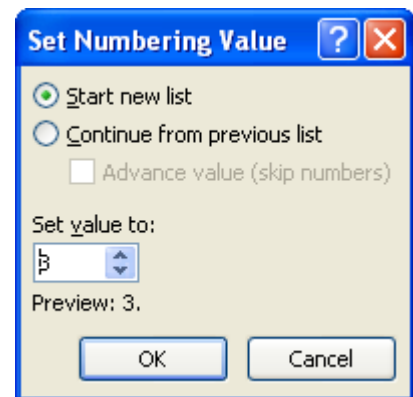 Set Numbering Value ?
Start new list
Continue from previous list
Advance value (skip numbers)
Set value to:
3
Preview: 3.
OK Cancel